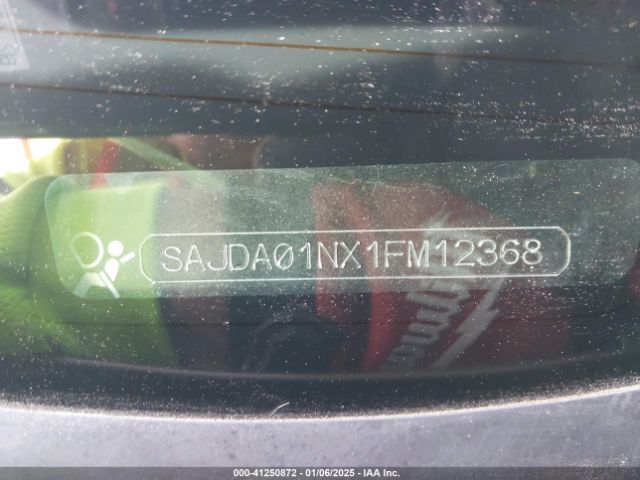 SAJDA01NX1FM12368
000-41250872 - 01/06/2025 - IAA Inc.